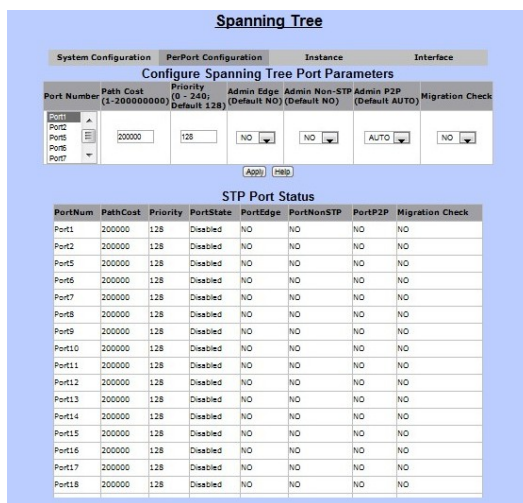 Spanning Tree
System Configuration PerPort Configuration Instance Interface
Configure Spanning Tree Port Parameters
Port Number Path Cost (1-200000000) Priority (0 - 240; Default 128) Admin Edge (Default NO) Admin Non-STP (Default NO) Admin P2P (Default AUTO) Migration Check
Port1
Port2
Port5
Port6
Port7
200000 128 NO NO AUTO NO
Apply Help
STP Port Status
PortNum PathCost Priority PortState PortEdge PortNonSTP PortP2P Migration Check
Port1 200000 128 Disabled NO NO NO NO
Port2 200000 128 Disabled NO NO NO NO
Port5 200000 128 Disabled NO NO NO NO
Port6 200000 128 Disabled NO NO NO NO
Port7 200000 128 Disabled NO NO NO NO
Port8 200000 128 Disabled NO NO NO NO
Port9 200000 128 Disabled NO NO NO NO
Port10 200000 128 Disabled NO NO NO NO
Port11 200000 128 Disabled NO NO NO NO
Port12 200000 128 Disabled NO NO NO NO
Port13 200000 128 Disabled NO NO NO NO
Port14 200000 128 Disabled NO NO NO NO
Port15 200000 128 Disabled NO NO NO NO
Port16 200000 128 Disabled NO NO NO NO
Port17 200000 128 Disabled NO NO NO NO
Port18 200000 128 Disabled NO NO NO NO